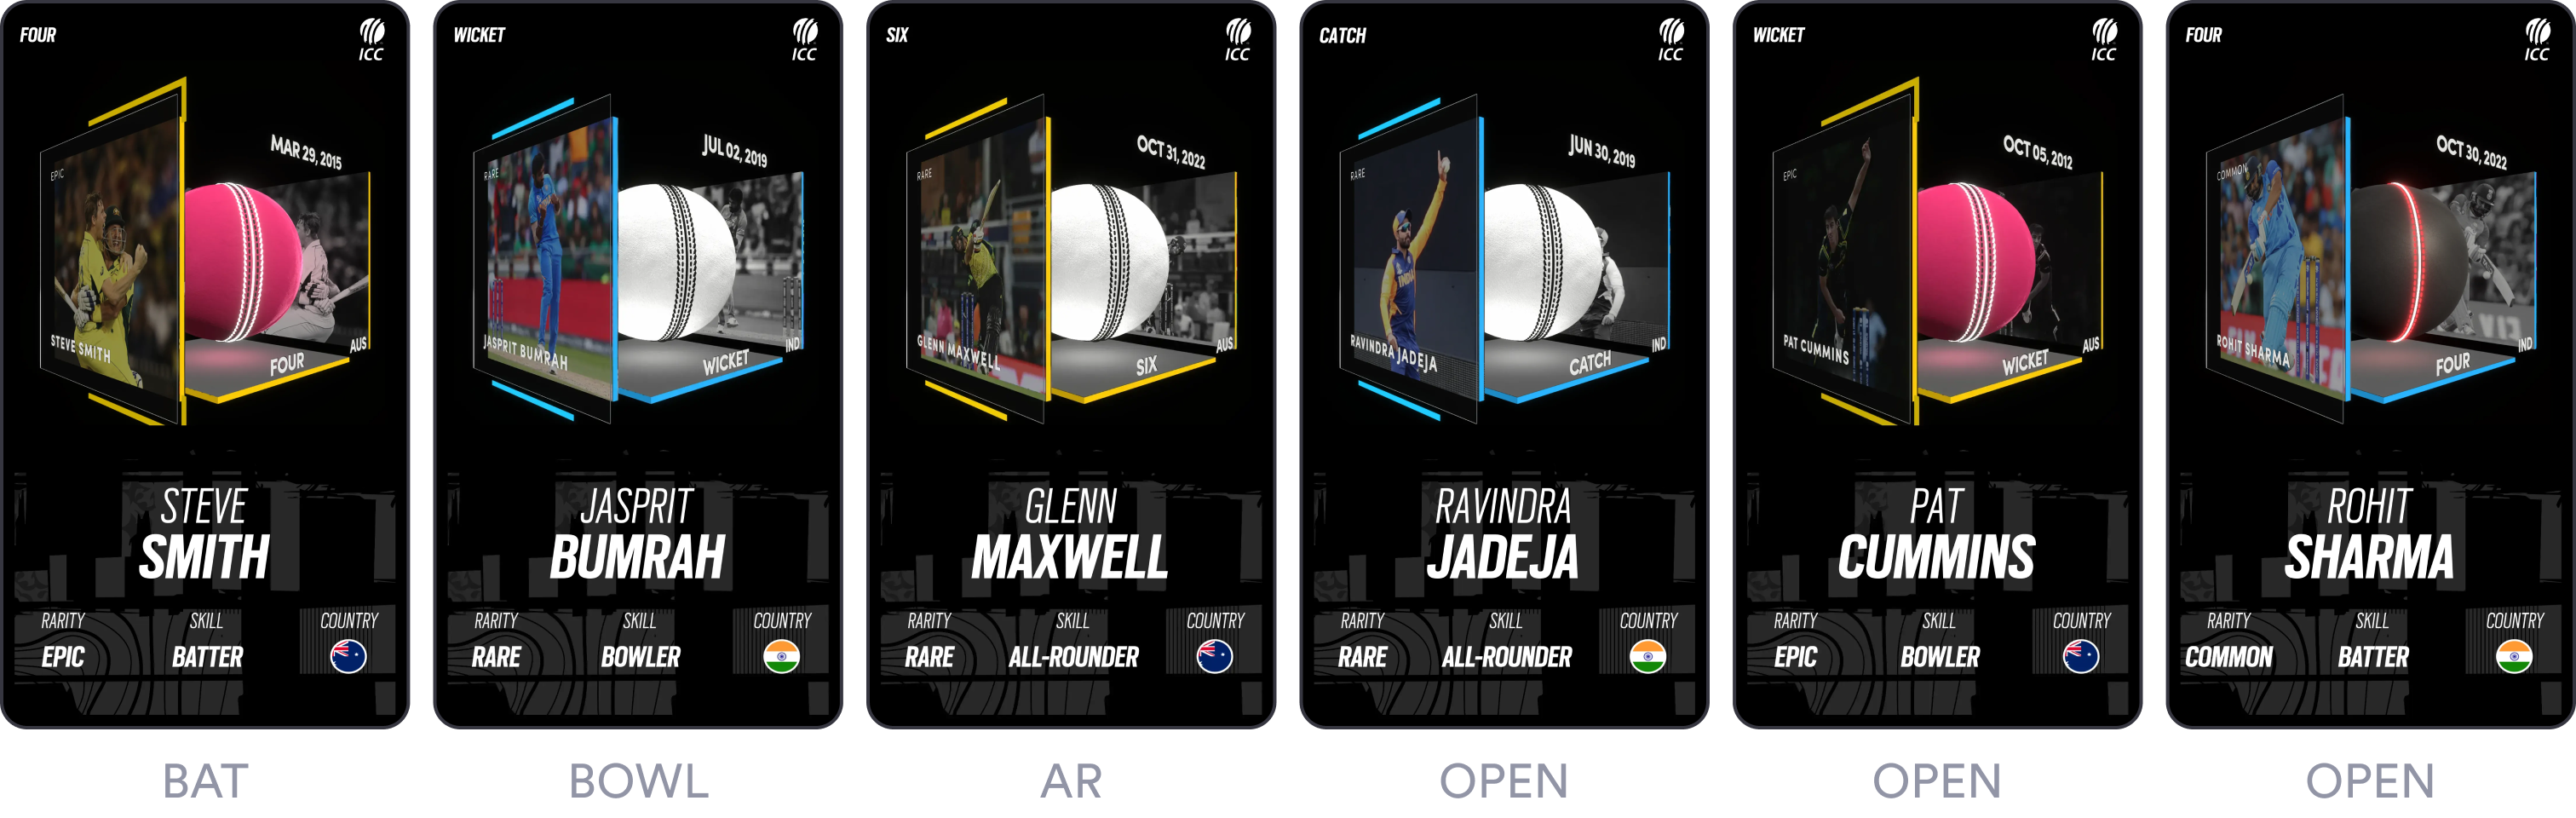 FOUR
ICC
MAR 29, 2015
EPIC
STEVE SMITH
AUS
FOUR
STEVE
SMITH
RARITY SKILL COUNTRY
EPIC BATTER
BAT
WICKET
ICC
JUL 02, 2019
RARE
JASPRIT BUMRAH
IND
WICKET
JASPRIT
BUMRAH
RARITY SKILL COUNTRY
RARE BOWLER
BOWL
SIX
ICC
OCT 31, 2022
RARE
GLENN MAXWELL
AUS
SIX
GLENN
MAXWELL
RARITY SKILL COUNTRY
RARE ALL-ROUNDER
AR
CATCH
ICC
JUN 30, 2019
RARE
INDIA
RAVINDRA JADEJA
IND
CATCH
RAVINDRA
JADEJA
RARITY SKILL COUNTRY
RARE ALL-ROUNDER
OPEN
WICKET
ICC
OCT 05, 2012
EPIC
PAT CUMMINS
AUS
WICKET
PAT
CUMMINS
RARITY SKILL COUNTRY
EPIC BOWLER
OPEN
FOUR
ICC
OCT 30, 2022
COMMON
ROHIT SHARMA
IND
FOUR
ROHIT
SHARMA
RARITY SKILL COUNTRY
COMMON BATTER
OPEN